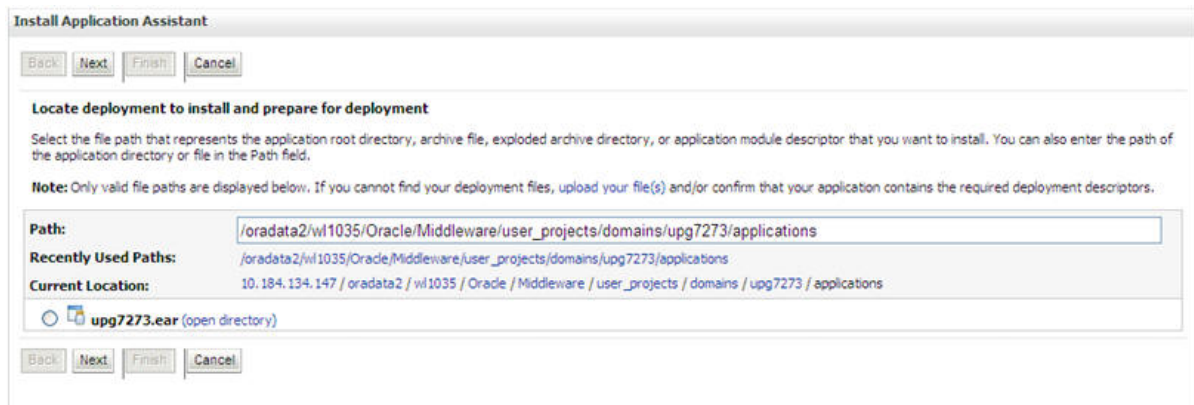 Install Application Assistant
Back Next Finish Cancel
Locate deployment to install and prepare for deployment
Select the file path that represents the application root directory, archive file, exploded archive directory, or application module descriptor that you want to install. You can also enter the path of
the application directory or file in the Path field.
Note: Only valid file paths are displayed below. If you cannot find your deployment files, upload your file(s) and/or confirm that your application contains the required deployment descriptors.
Path: /oradata2/wl1035/Oracle/Middleware/user_projects/domains/upg7273/applications
Recently Used Paths: /oradata2/wl1035/Oracle/Middleware/user_projects/domains/upg7273/applications
Current Location: 10.184.134.147 / oradata2 / wl1035 / Oracle / Middleware / user_projects / domains / upg7273 / applications
upg7273.ear (open directory)
Back Next Finish Cancel